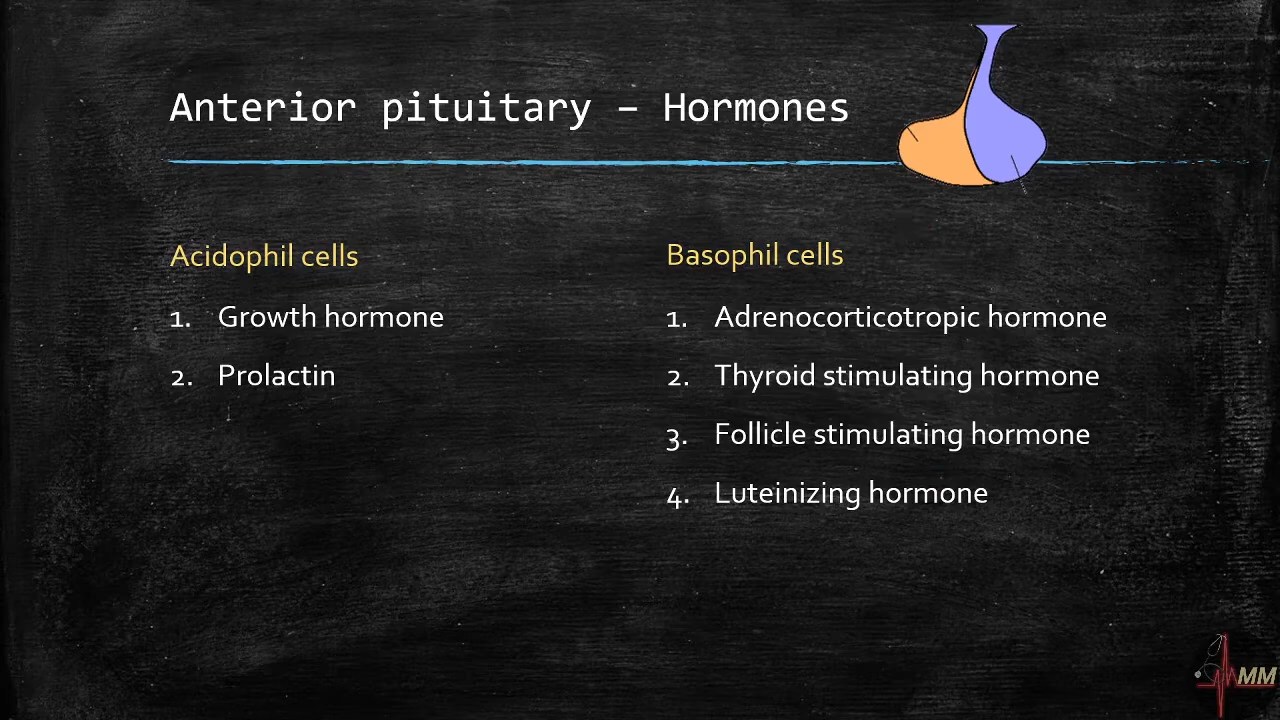 Anterior pituitary – Hormones
Acidophil cells
1. Growth hormone
2. Prolactin
Basophil cells
1. Adrenocorticotropic hormone
2. Thyroid stimulating hormone
3. Follicle stimulating hormone
4. Luteinizing hormone
MM